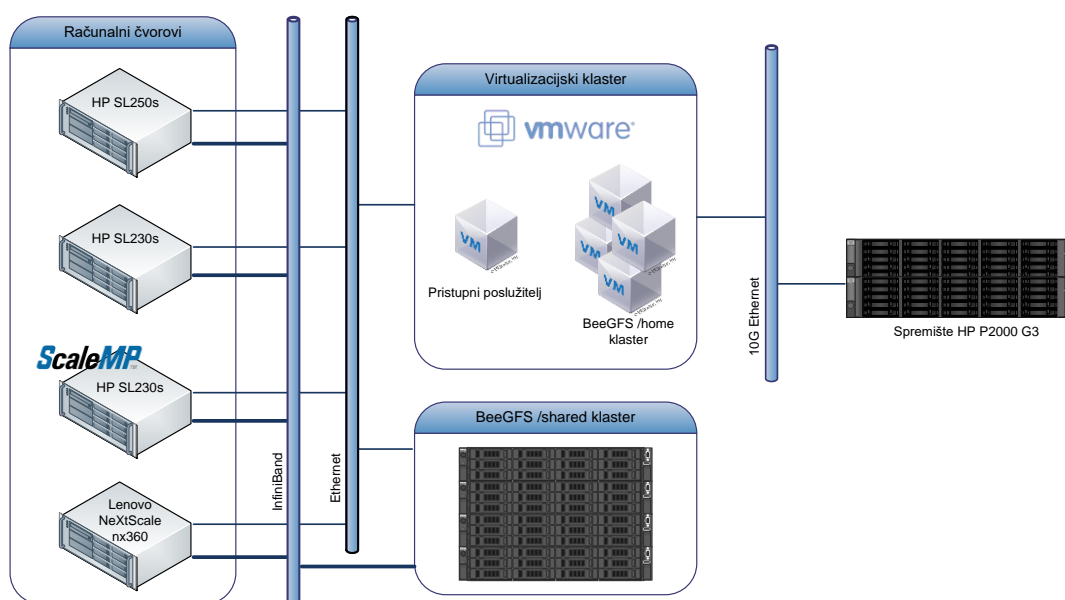 Računalni čvorovi
HP SL250s
HP SL230s
ScaleMP™
HP SL230s
Lenovo
NeXtScale
nx360
InfiniBand
Ethernet
Virtualizacijski klaster
vmware®
VM
Pristupni poslužitelj
VM
VM
VM
VM
BeeGFS /home
klaster
BeeGFS /shared klaster
10G Ethernet
Spremište HP P2000 G3